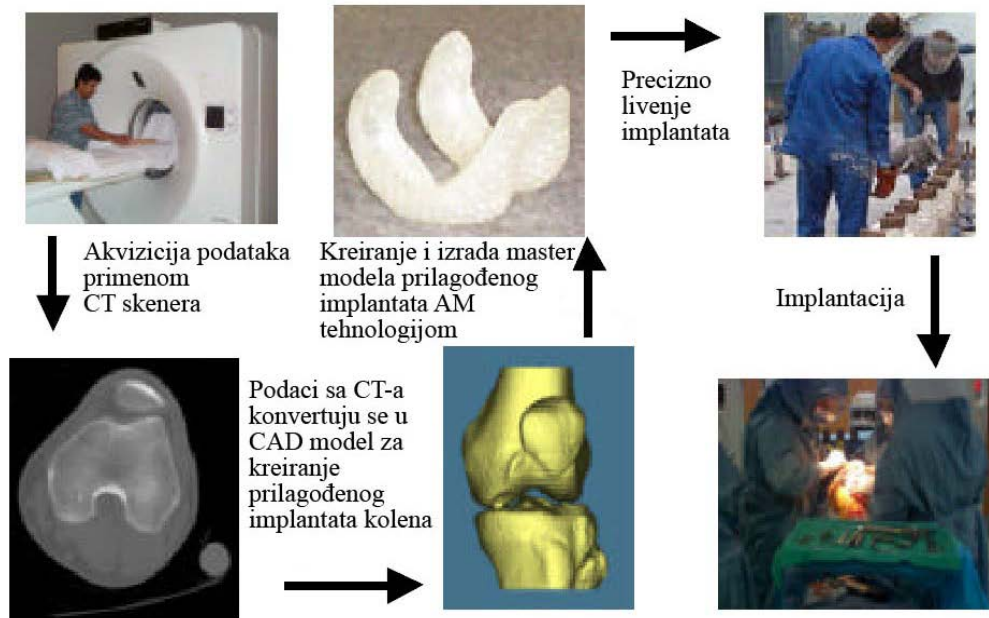 Akvizicija podataka
primenom
CT skenera
Podaci sa CT-a
konvertuju se u
CAD model za
kreiranje
prilagođenog
implantata kolena
Kreiranje i izrada master
modela prilagođenog
implantata AM
tehnologijom
Precizno
livenje
implantata
Implantacija